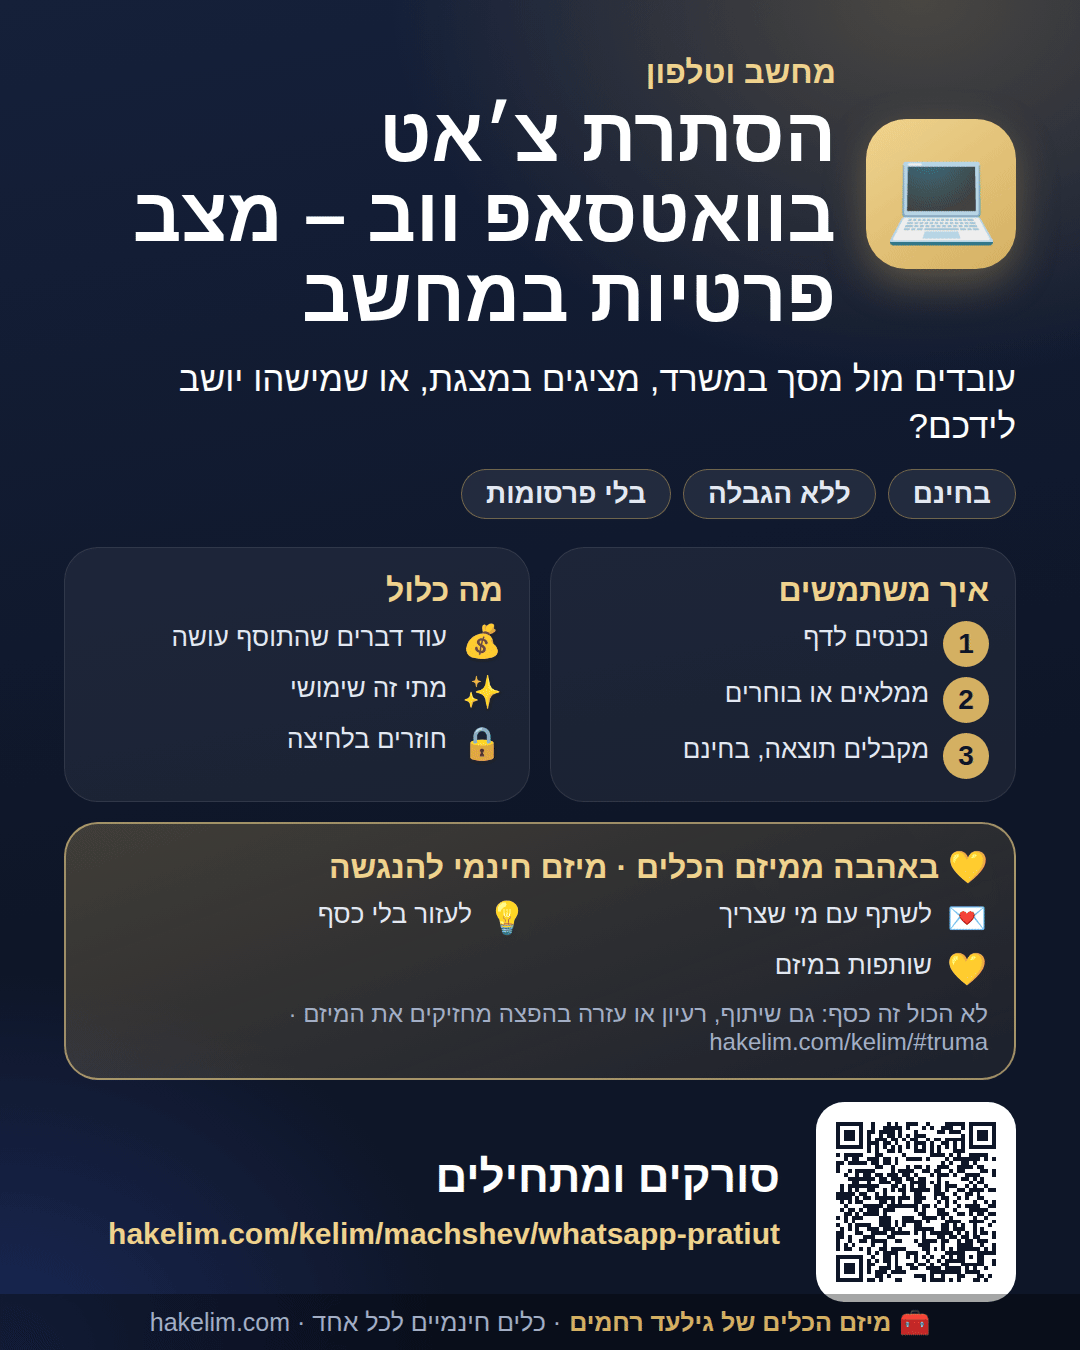 מחשב וטלפון
הסתרת צ׳אט
בוואטסאפ ווב – מצב
פרטיות במחשב
עובדים מול מסך במשרד, מציגים במצגת, או שמישהו יושב
לידכם?
בחינם
ללא הגבלה
בלי פרסומות
איך משתמשים
1 נכנסים לדף
2 ממלאים או בוחרים
3 מקבלים תוצאה, בחינם
מה כלול
עוד דברים שהתוסף עושה
מתי זה שימושי
חוזרים בלחיצה
באהבה ממיזם הכלים · מיזם חינמי להנגשה
לשתף עם מי שצריך
לעזור בלי כסף
שותפות במיזם
לא הכול זה כסף: גם שיתוף, רעיון או עזרה בהפצה מחזיקים את המיזם ·
hakelim.com/kelim/#truma
סורקים ומתחילים
hakelim.com/kelim/machshev/whatsapp-pratiut
מיזם הכלים של גילעד רחמים · כלים חינמיים לכל אחד · hakelim.com